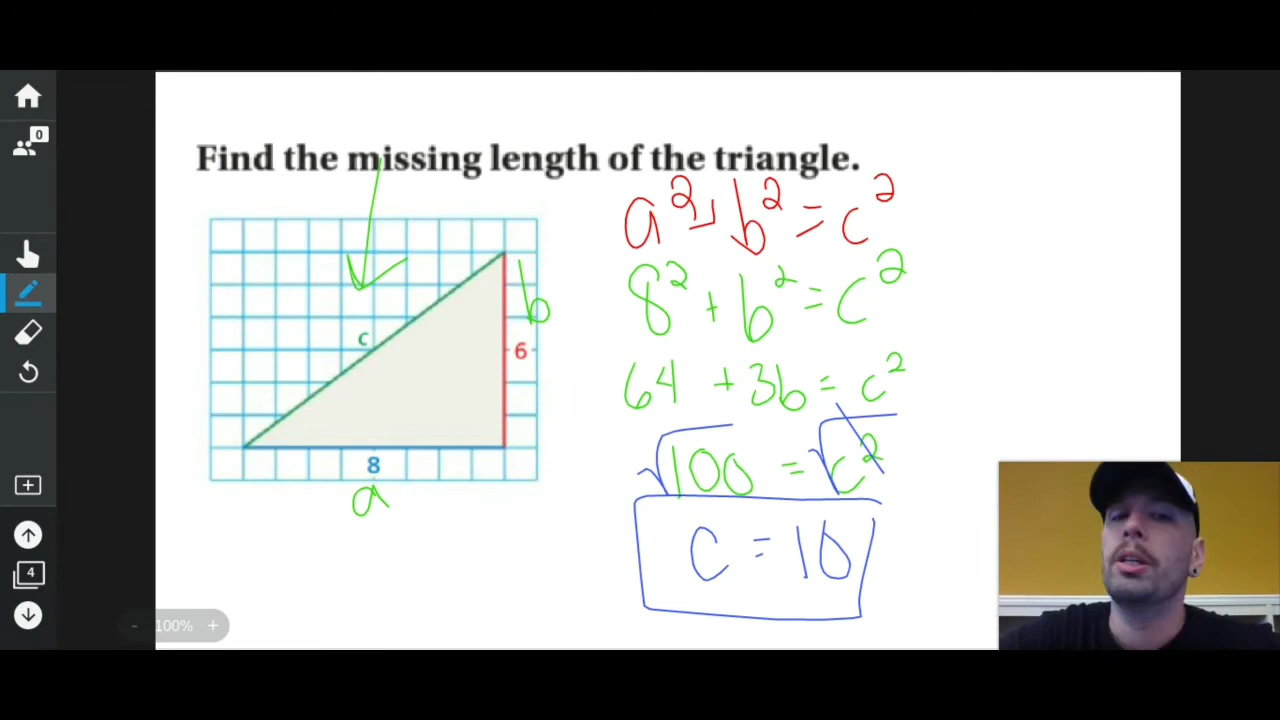 0
Find the missing length of the triangle.
a² + b² = c²
8² + 6² = c²
64 + 36 = c²
√100 = √c²
c = 10
b
c
6
8
a
4
- 100% +